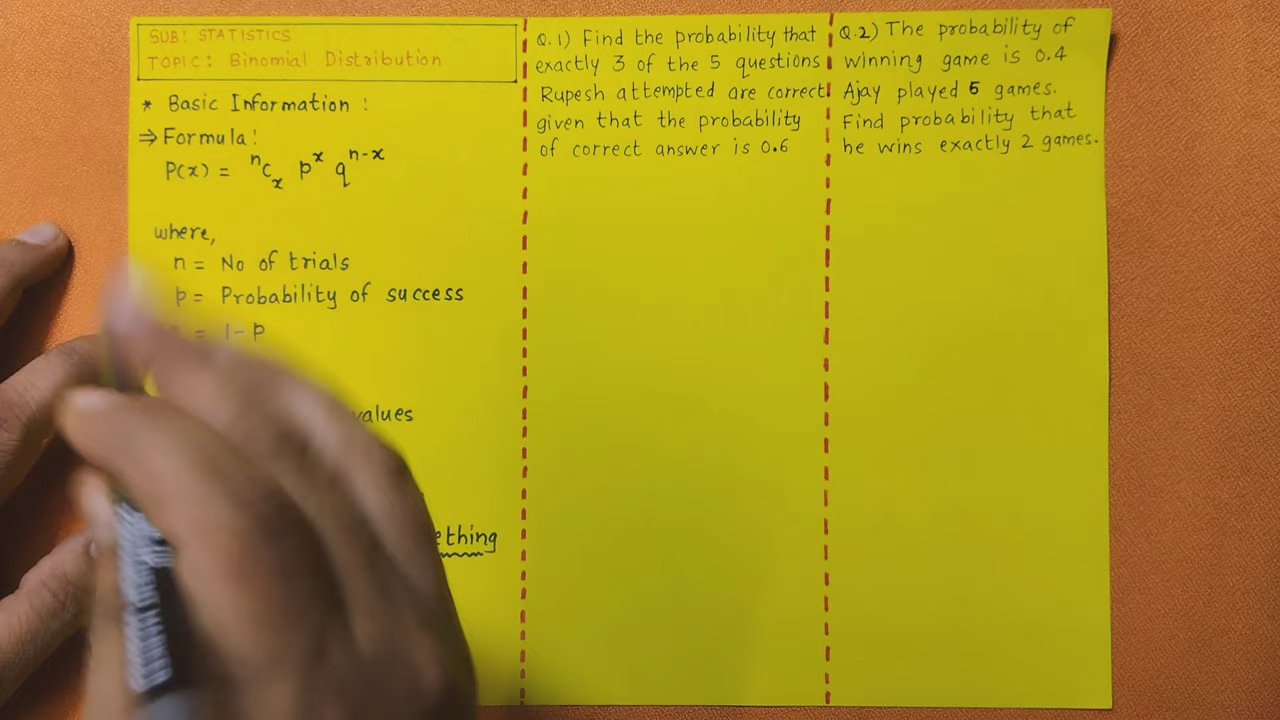 SUB: STATISTICS
TOPIC: Binomial Distribution
* Basic Information :
⇒ Formula:
P(x) = ⁿCₓ pˣ qⁿ⁻ˣ
where,
n = No of trials
p = Probability of success
= 1 - p
values
Q.1) Find the probability that
exactly 3 of the 5 questions
Rupesh attempted are correct
given that the probability
of correct answer is 0.6
Q.2) The probability of
winning game is 0.4
Ajay played 5 games.
Find probability that
he wins exactly 2 games.